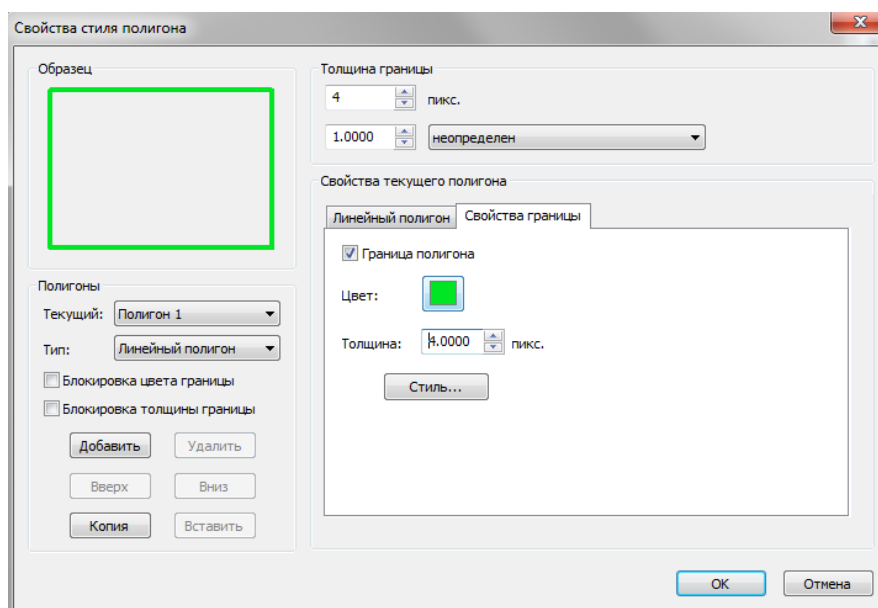 Свойства стиля полигона
Образец
Полигоны
Текущий: Полигон 1
Тип: Линейный полигон
Блокировка цвета границы
Блокировка толщины границы
Добавить Удалить
Вверх Вниз
Копия Вставить
Толщина границы
4 пикс.
1.0000 неопределен
Свойства текущего полигона
Линейный полигон Свойства границы
Граница полигона
Цвет:
Толщина: 4.0000 пикс.
Стиль...
OK Отмена